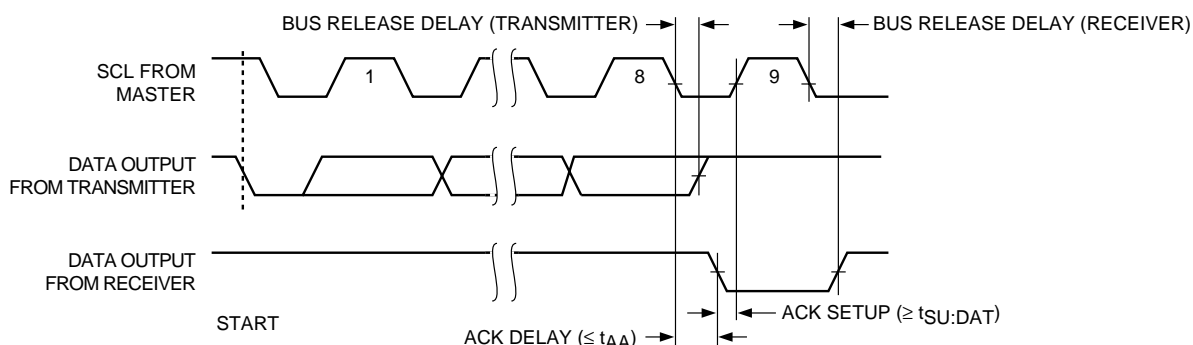 BUS RELEASE DELAY (TRANSMITTER)
BUS RELEASE DELAY (RECEIVER)
SCL FROM
MASTER
1
8
9
DATA OUTPUT
FROM TRANSMITTER
DATA OUTPUT
FROM RECEIVER
START
ACK SETUP (≥ tSU:DAT)
ACK DELAY (≤ tAA)